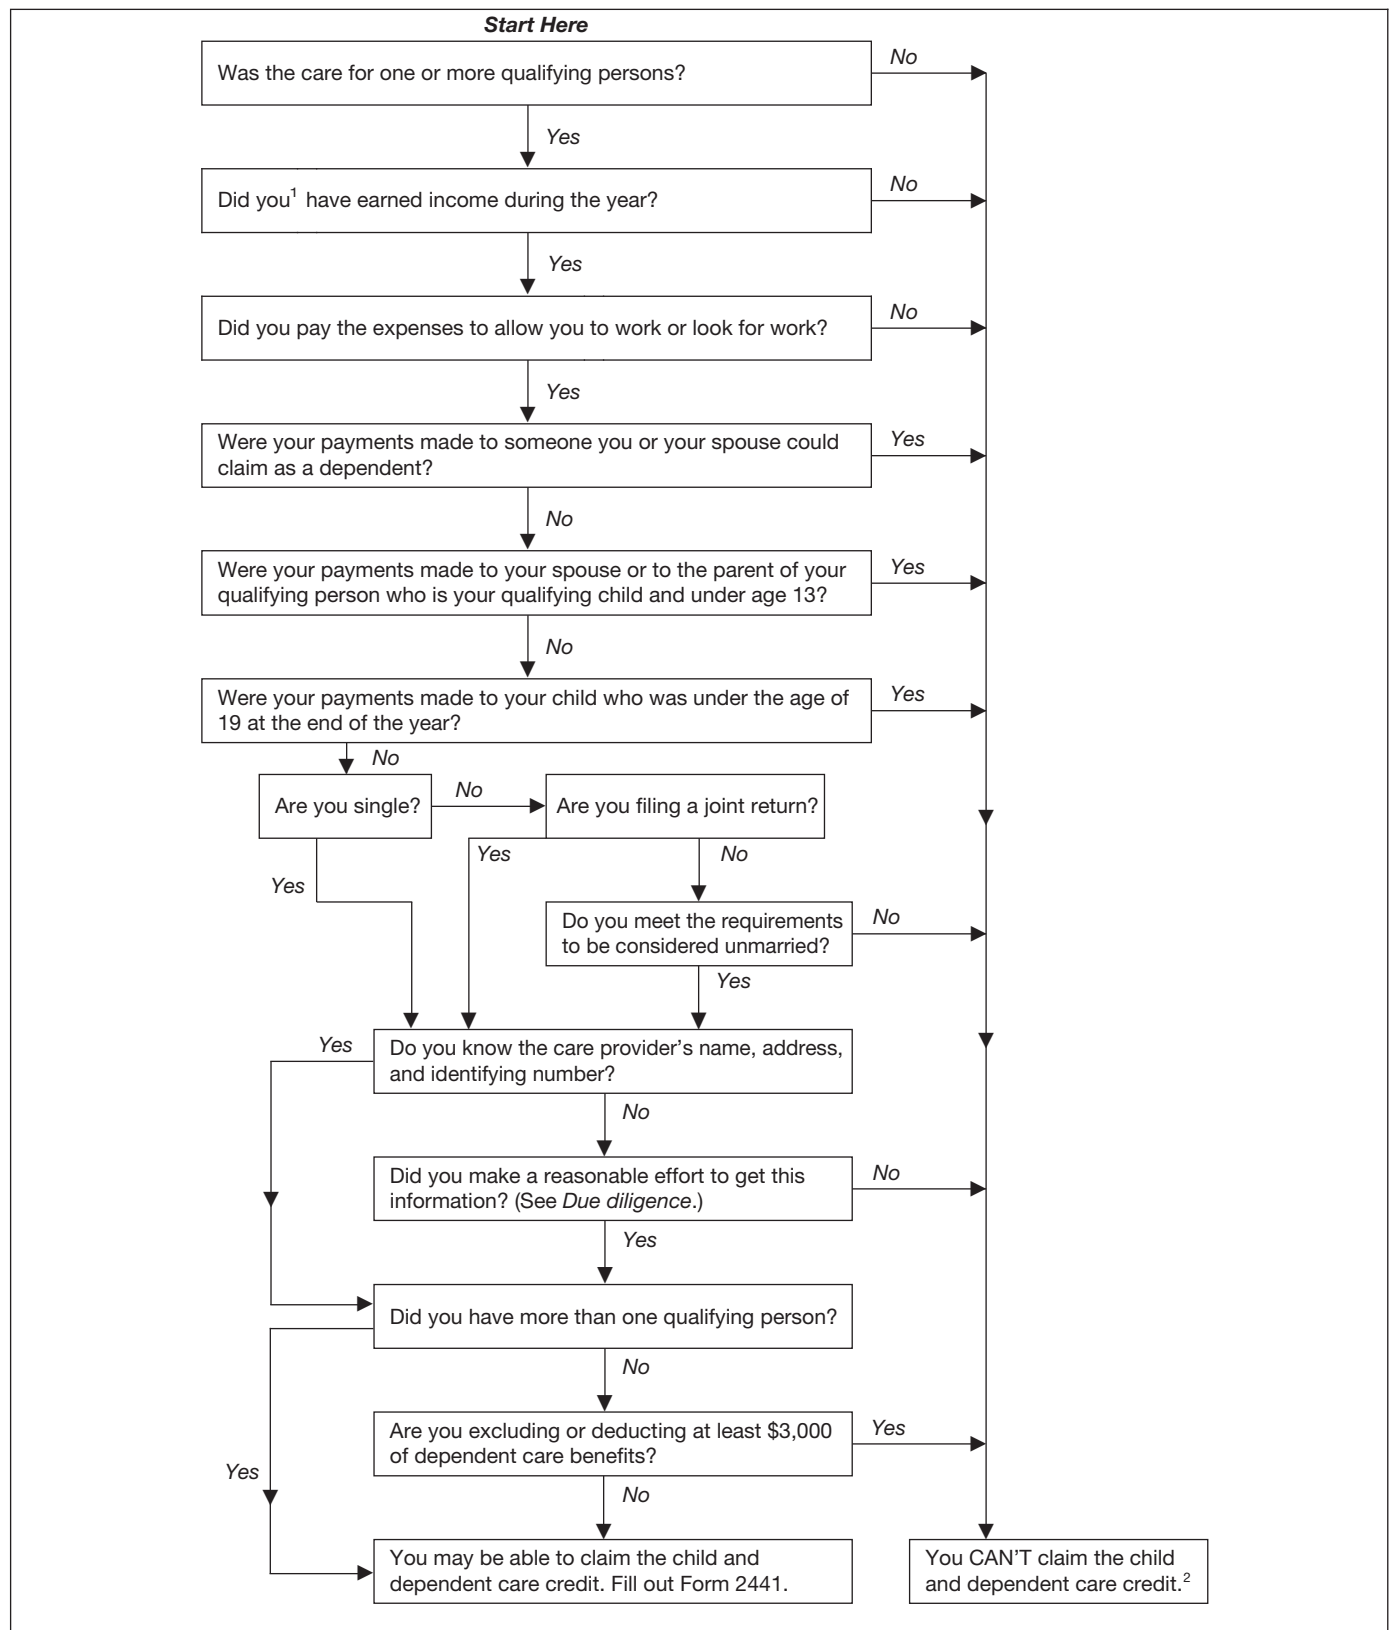 Start Here
Was the care for one or more qualifying persons?
No
Yes
Did you¹ have earned income during the year?
No
Yes
Did you pay the expenses to allow you to work or look for work?
No
Yes
Were your payments made to someone you or your spouse could
claim as a dependent?
Yes
No
Were your payments made to your spouse or to the parent of your
qualifying person who is your qualifying child and under age 13?
Yes
No
Were your payments made to your child who was under the age of
19 at the end of the year?
Yes
No
Are you single?
No
Are you filing a joint return?
Yes
Yes
No
Do you meet the requirements
to be considered unmarried?
No
Yes
Do you know the care provider’s name, address,
and identifying number?
Yes
No
Did you make a reasonable effort to get this
information? (See Due diligence.)
No
Yes
Did you have more than one qualifying person?
No
Yes
Are you excluding or deducting at least $3,000
of dependent care benefits?
Yes
No
You may be able to claim the child and
dependent care credit. Fill out Form 2441.
You CAN’T claim the child
and dependent care credit.²